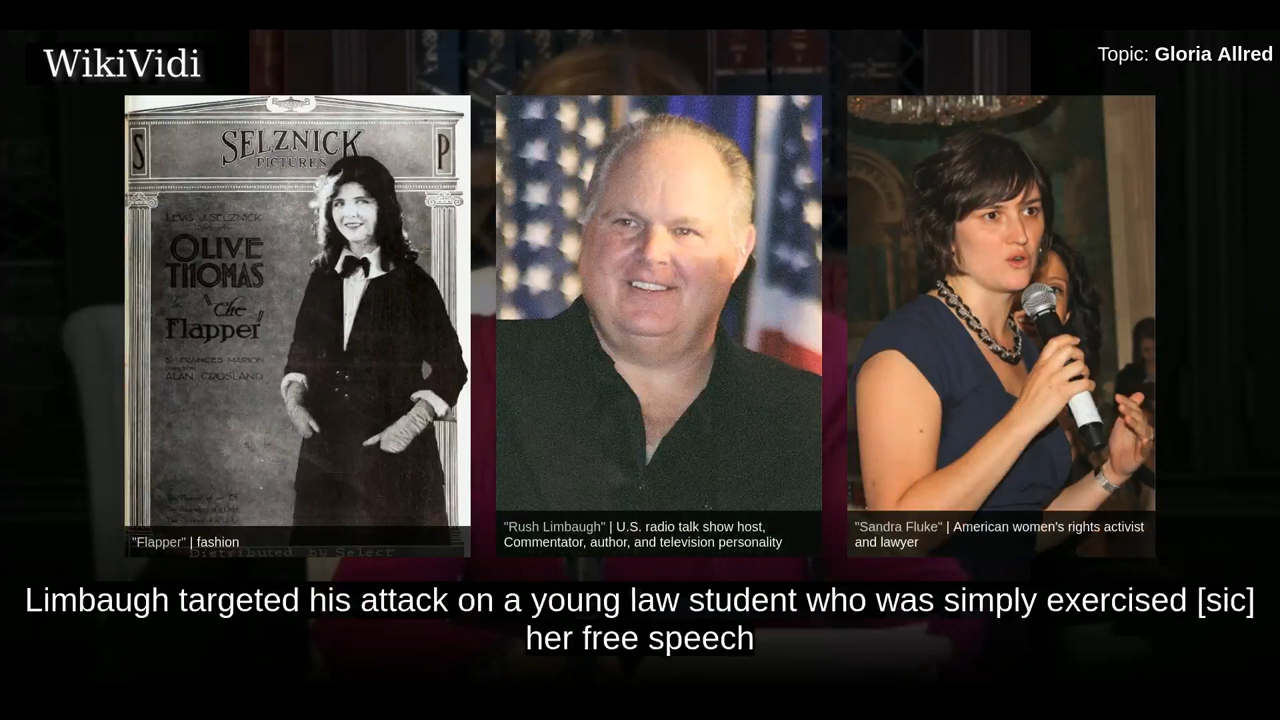 WikiVidi
Topic: Gloria Allred
S
SELZNICK
PICTURES
P
LEWIS J. SELZNICK
OLIVE
THOMAS
in
"The
Flapper"
By FRANCES MARION
ALAN CROSLAND
"Flapper" | fashion
Distributed by Select
"Rush Limbaugh" | U.S. radio talk show host,
Commentator, author, and television personality
"Sandra Fluke" | American women's rights activist
and lawyer
Limbaugh targeted his attack on a young law student who was simply exercised [sic]
her free speech